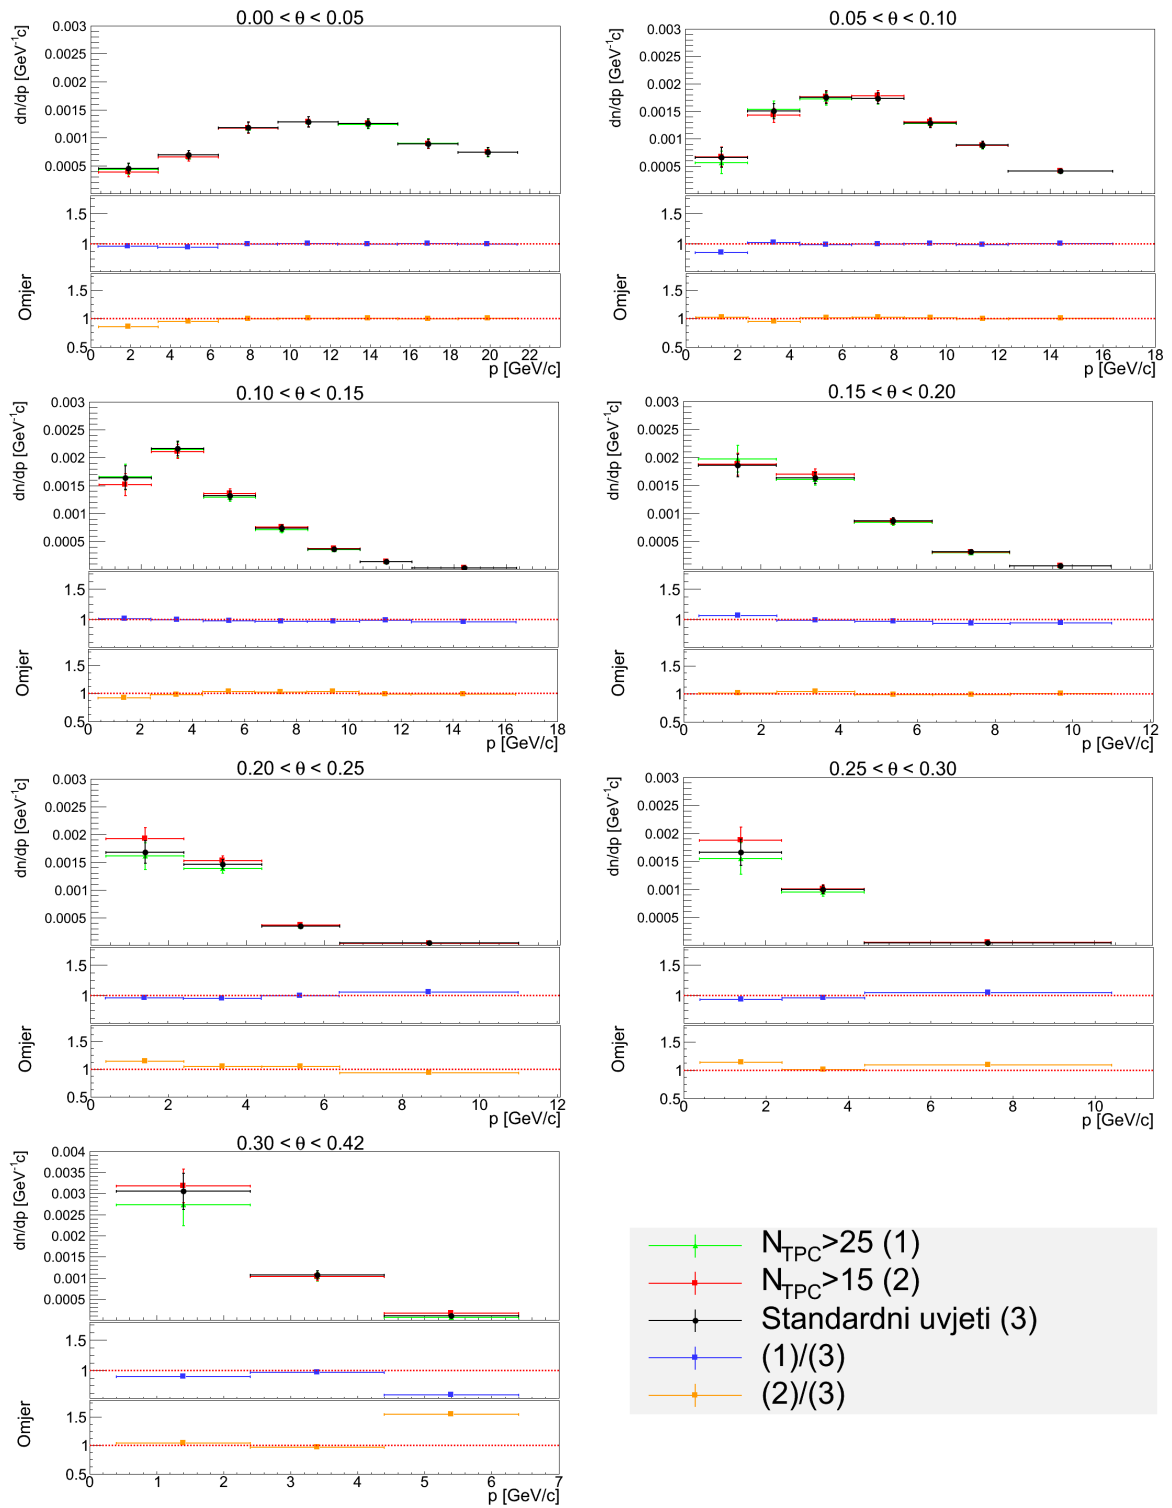 0.00 < θ < 0.05
dn/dp [GeV⁻¹c]
0.003
0.0025
0.002
0.0015
0.001
0.0005
1.5
1
Omjer
1.5
1
0.5
0 2 4 6 8 10 12 14 16 18 20 22
p [GeV/c]
0.05 < θ < 0.10
dn/dp [GeV⁻¹c]
0.003
0.0025
0.002
0.0015
0.001
0.0005
1.5
1
Omjer
1.5
1
0.5
0 2 4 6 8 10 12 14 16 18
p [GeV/c]
0.10 < θ < 0.15
dn/dp [GeV⁻¹c]
0.003
0.0025
0.002
0.0015
0.001
0.0005
1.5
1
Omjer
1.5
1
0.5
0 2 4 6 8 10 12 14 16 18
p [GeV/c]
0.15 < θ < 0.20
dn/dp [GeV⁻¹c]
0.003
0.0025
0.002
0.0015
0.001
0.0005
1.5
1
Omjer
1.5
1
0.5
0 2 4 6 8 10 12
p [GeV/c]
0.20 < θ < 0.25
dn/dp [GeV⁻¹c]
0.003
0.0025
0.002
0.0015
0.001
0.0005
1.5
1
Omjer
1.5
1
0.5
0 2 4 6 8 10 12
p [GeV/c]
0.25 < θ < 0.30
dn/dp [GeV⁻¹c]
0.003
0.0025
0.002
0.0015
0.001
0.0005
1.5
1
Omjer
1.5
1
0.5
0 2 4 6 8 10
p [GeV/c]
0.30 < θ < 0.42
dn/dp [GeV⁻¹c]
0.004
0.0035
0.003
0.0025
0.002
0.0015
0.001
0.0005
1.5
1
Omjer
1.5
1
0.5
0 1 2 3 4 5 6 7
p [GeV/c]
N_TPC>25 (1)
N_TPC>15 (2)
Standardni uvjeti (3)
(1)/(3)
(2)/(3)